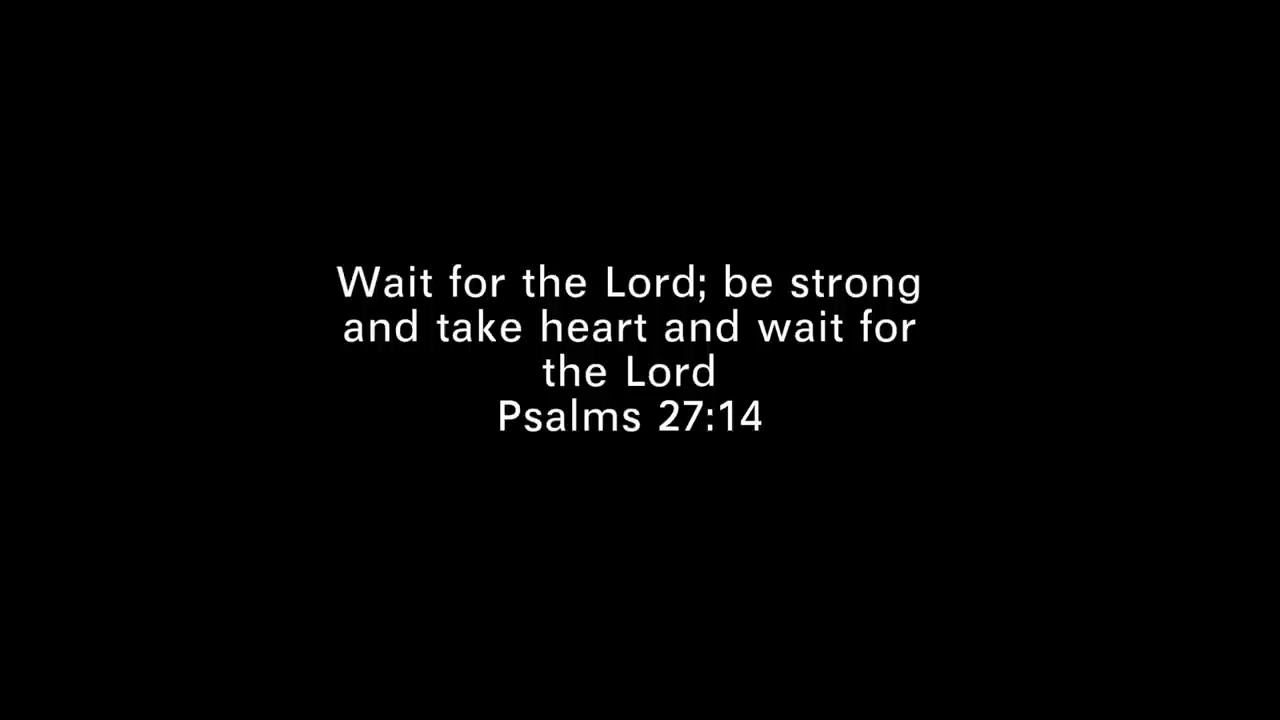 Wait for the Lord; be strong
and take heart and wait for
the Lord
Psalms 27:14